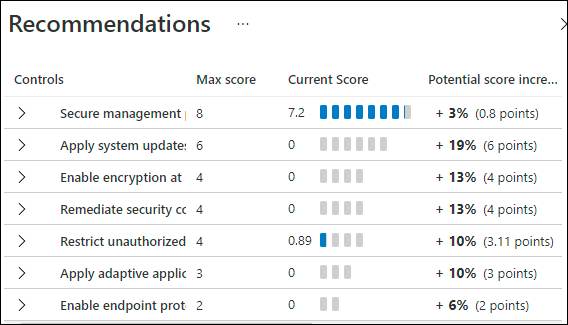 Recommendations ...
Controls Max score Current Score Potential score incre...
Secure management 8 7.2 + 3% (0.8 points)
Apply system updates 6 0 + 19% (6 points)
Enable encryption at 4 0 + 13% (4 points)
Remediate security co 4 0 + 13% (4 points)
Restrict unauthorized 4 0.89 + 10% (3.11 points)
Apply adaptive applic 3 0 + 10% (3 points)
Enable endpoint prot 2 0 + 6% (2 points)